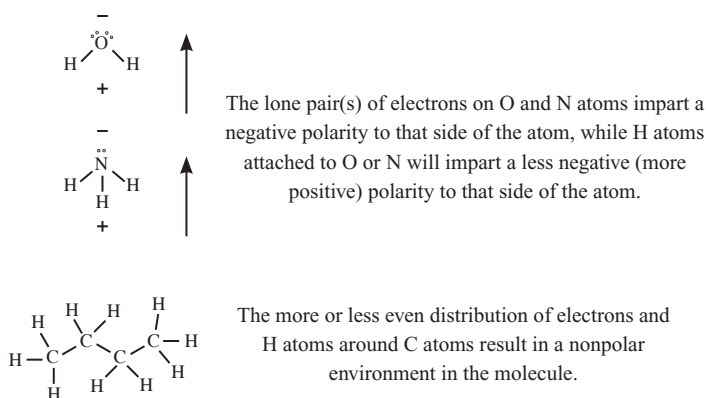 −
O
H H
+
The lone pair(s) of electrons on O and N atoms impart a
negative polarity to that side of the atom, while H atoms
attached to O or N will impart a less negative (more
positive) polarity to that side of the atom.
−
N
H H
H
+
The more or less even distribution of electrons and
H atoms around C atoms result in a nonpolar
environment in the molecule.
H
H H H
C C H
H C C H
H H H